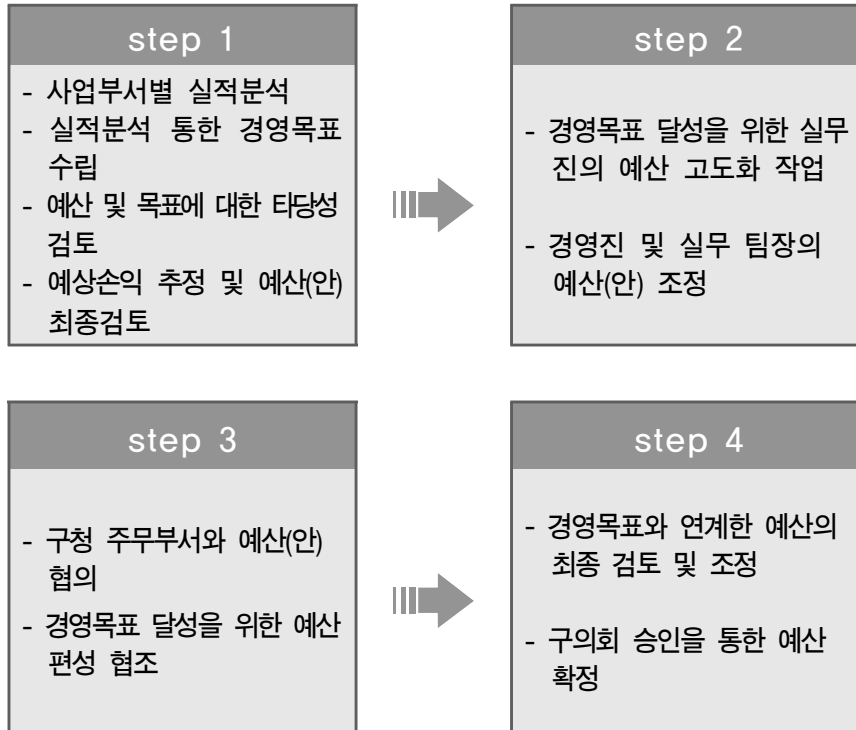 step 1
- 사업부서별 실적분석
- 실적분석 통한 경영목표
수립
- 예산 및 목표에 대한 타당성
검토
- 예상손익 추정 및 예산(안)
최종검토
step 2
- 경영목표 달성을 위한 실무
진의 예산 고도화 작업
- 경영진 및 실무 팀장의
예산(안) 조정
step 3
- 구청 주무부서와 예산(안)
협의
- 경영목표 달성을 위한 예산
편성 협조
step 4
- 경영목표와 연계한 예산의
최종 검토 및 조정
- 구의회 승인을 통한 예산
확정